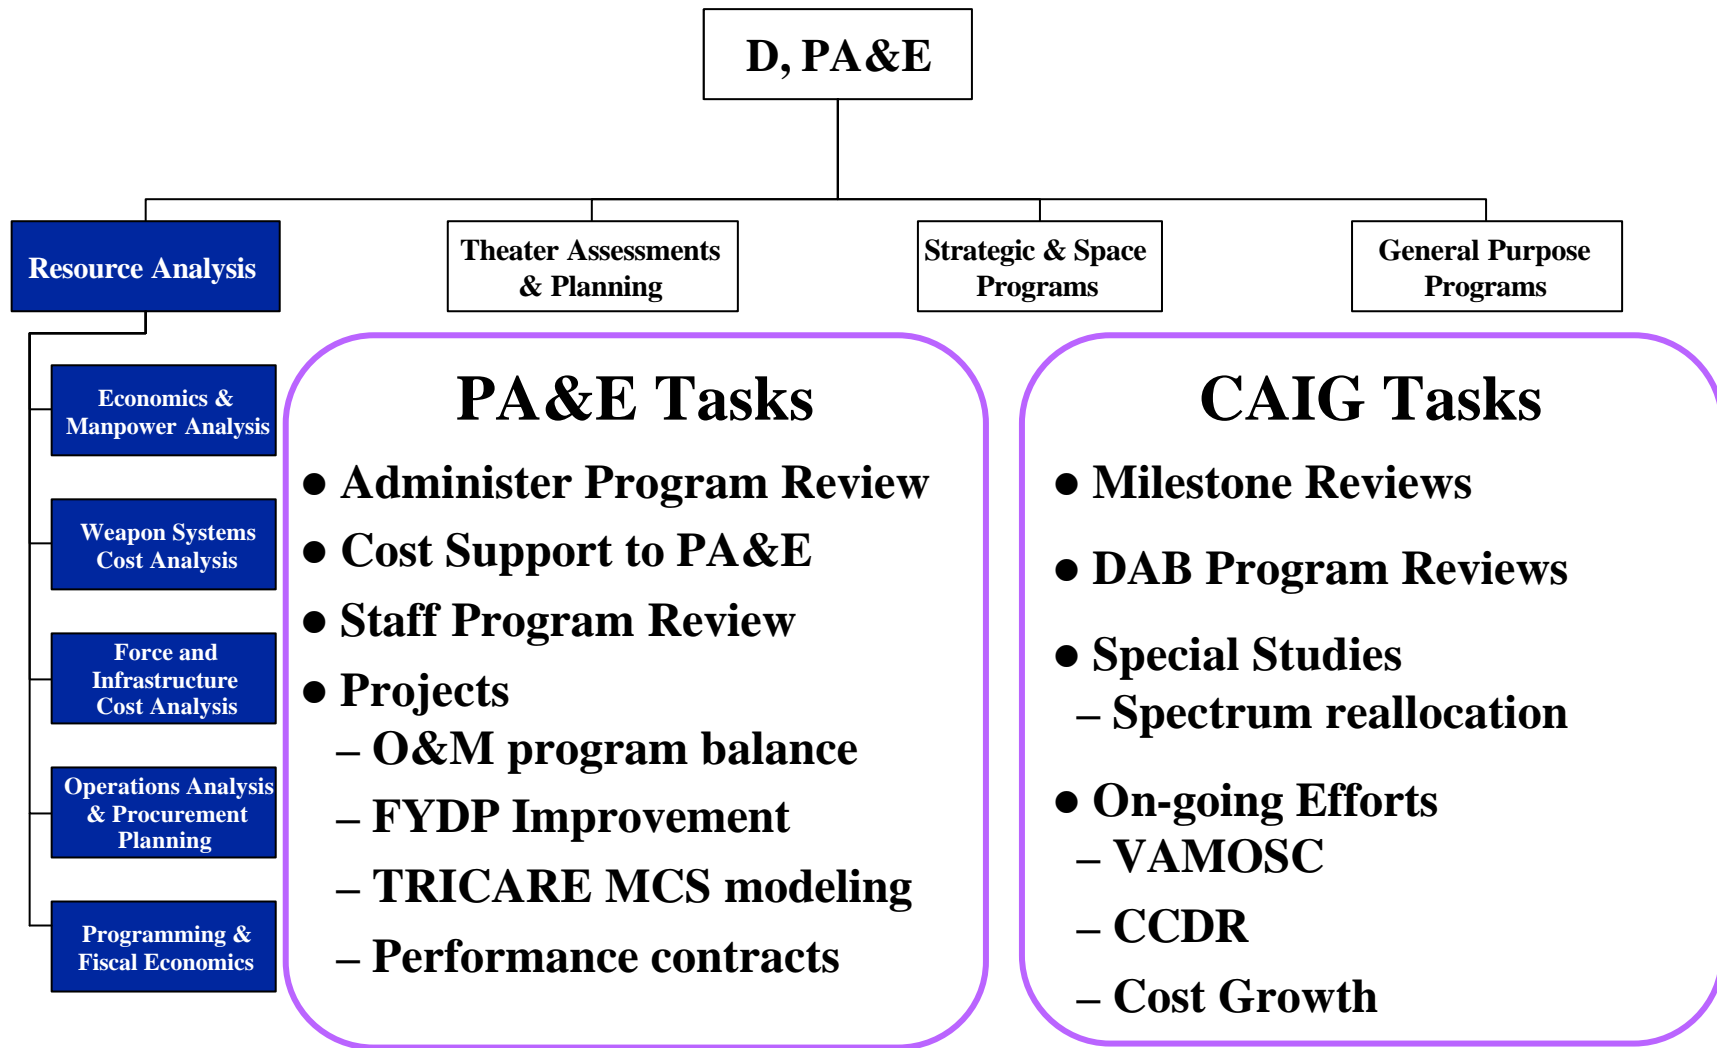 D, PA&E
Resource Analysis
Theater Assessments
& Planning
Strategic & Space
Programs
General Purpose
Programs
Economics &
Manpower Analysis
Weapon Systems
Cost Analysis
Force and
Infrastructure
Cost Analysis
Operations Analysis
& Procurement
Planning
Programming &
Fiscal Economics
PA&E Tasks
● Administer Program Review
● Cost Support to PA&E
● Staff Program Review
● Projects
– O&M program balance
– FYDP Improvement
– TRICARE MCS modeling
– Performance contracts
CAIG Tasks
● Milestone Reviews
● DAB Program Reviews
● Special Studies
– Spectrum reallocation
● On-going Efforts
– VAMOSC
– CCDR
– Cost Growth